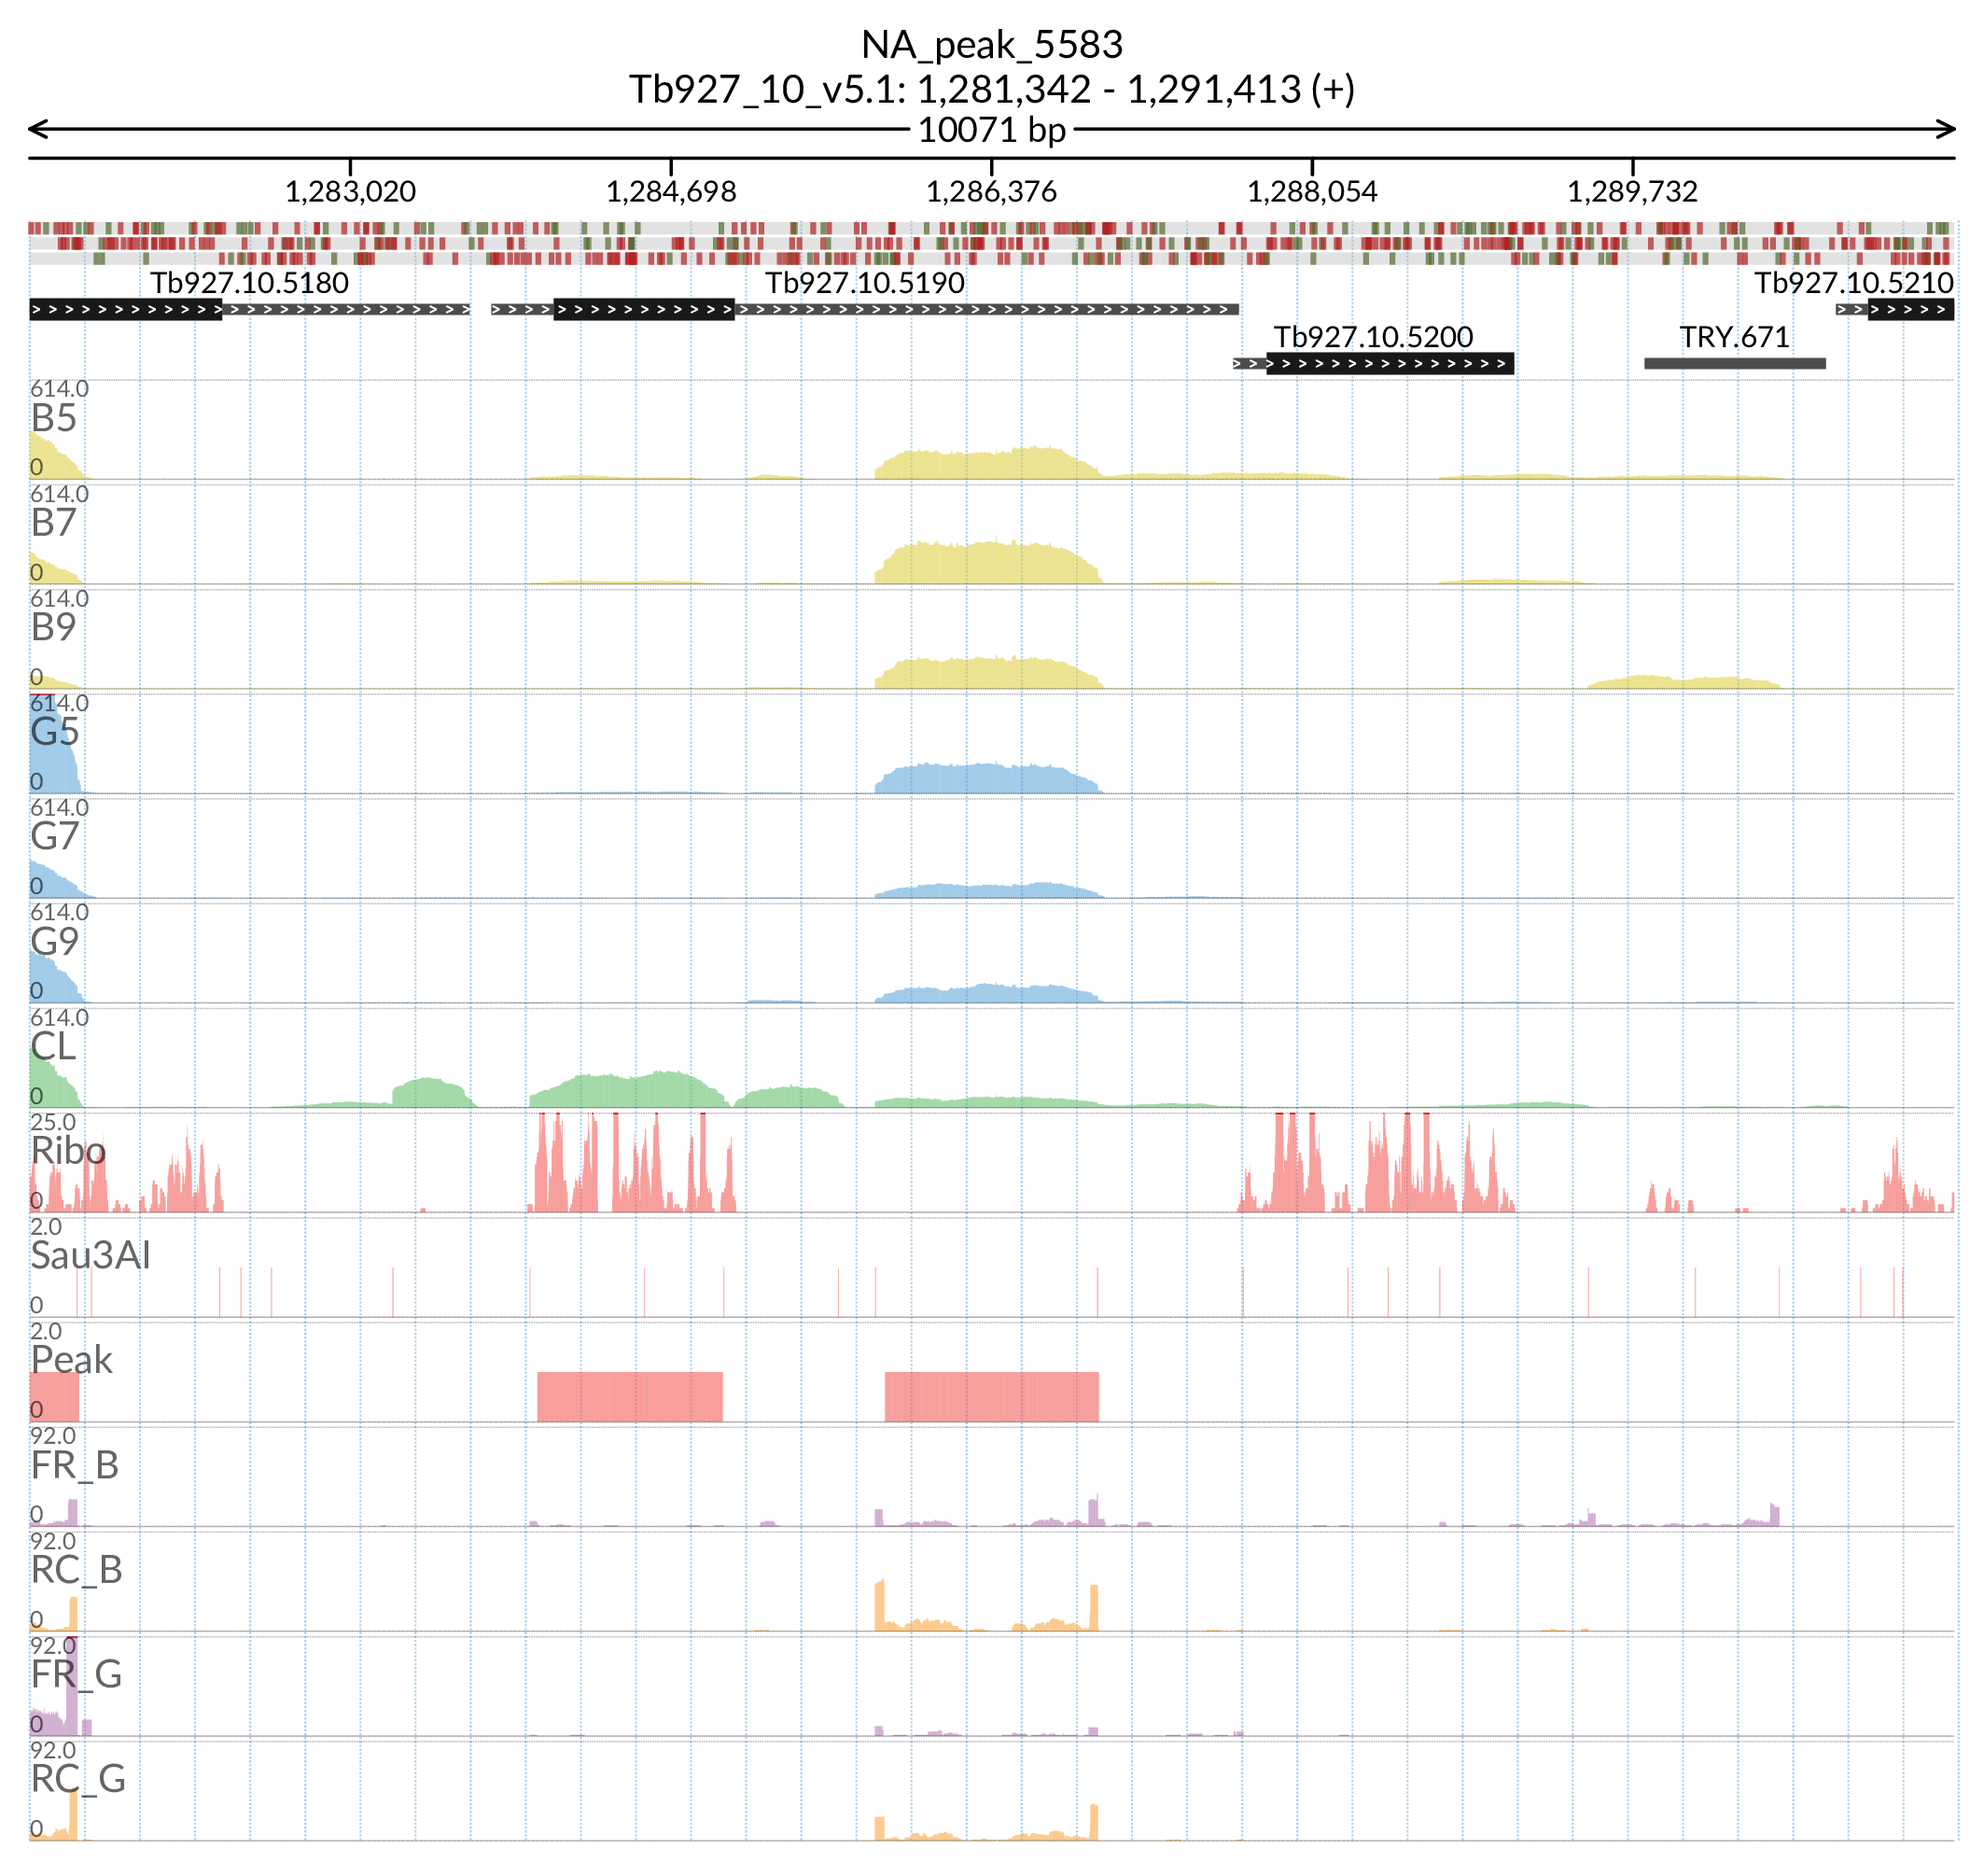 NA_peak_5583
Tb927_10_v5.1: 1,281,342 - 1,291,413 (+)
10071 bp
1,283,020 1,284,698 1,286,376 1,288,054 1,289,732
Tb927.10.5180 Tb927.10.5190 Tb927.10.5210
Tb927.10.5200 TRY.671
614.0
B5
0
614.0
B7
0
614.0
B9
0
614.0
G5
0
614.0
G7
0
614.0
G9
0
614.0
CL
0
25.0
Ribo
0
2.0
Sau3AI
0
2.0
Peak
0
92.0
FR_B
0
92.0
RC_B
0
92.0
FR_G
0
92.0
RC_G
0